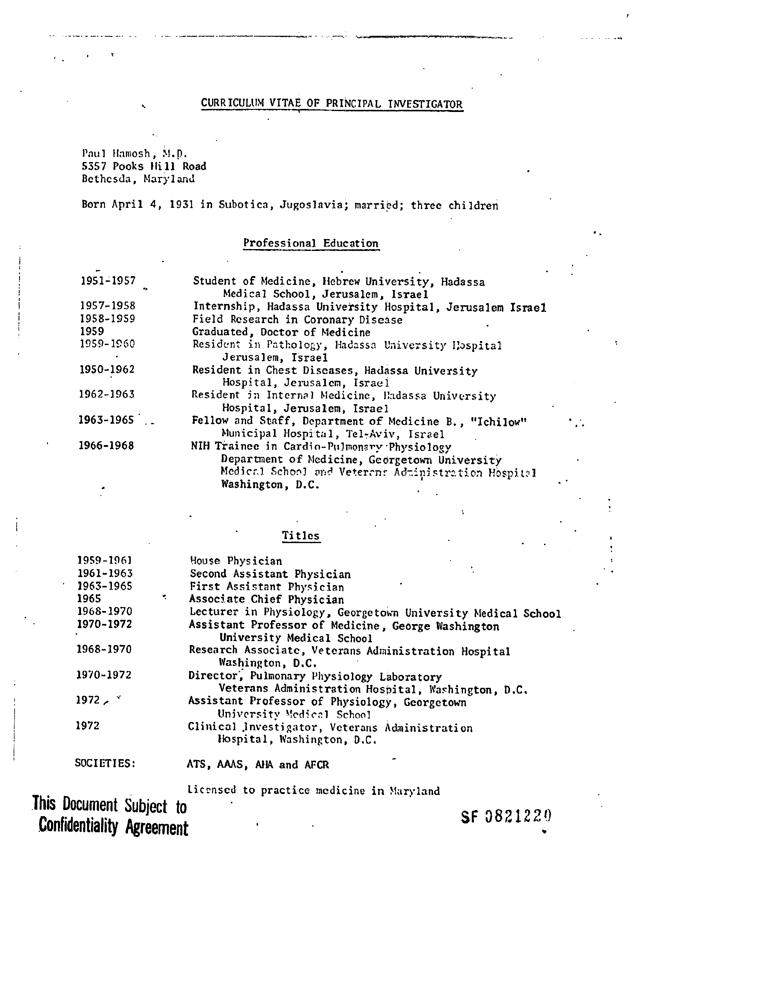 CURRICULUM VITAE OF PRINCIPAL INVESTIGATOR
Paul Hamosh, M.D.
5357 Pooks Hill Road
Bethesda, Maryland
Born April 4, 1931 in Subotica, Jugoslavia; married; three children
Professional Education
1951-1957 Student of Medicine, Hebrew University, Hadassa
Medical School, Jerusalem, Israel
1957-1958 Internship, Hadassa University Hospital, Jerusalem Israel
1958-1959 Field Research in Coronary Disease
1959 Graduated, Doctor of Medicine
1959-1960 Resident in Pathology, Hadassa University Hospital
Jerusalem, Israel
1950-1962 Resident in Chest Diseases, Hadassa University
Hospital, Jerusalem, Israel
1962-1963 Resident in Internal Medicine, Hadassa University
Hospital, Jerusalem, Israel
1963-1965 Fellow and Staff, Department of Medicine B., "Ichilow"
Municipal Hospital, Tel-Aviv, Israel
1966-1968 NIH Trainee in Cardio-Pulmonary Physiology
Department of Medicine, Georgetown University
Medical School and Veterans Administration Hospital
Washington, D.C.
Titles
1959-1961 House Physician
1961-1963 Second Assistant Physician
1963-1965 First Assistant Physician
1965 Associate Chief Physician
1968-1970 Lecturer in Physiology, Georgetown University Medical School
1970-1972 Assistant Professor of Medicine, George Washington
University Medical School
1968-1970 Research Associate, Veterans Administration Hospital
Washington, D.C.
1970-1972 Director, Pulmonary Physiology Laboratory
Veterans Administration Hospital, Washington, D.C.
1972 Assistant Professor of Physiology, Georgetown
University Medical School
1972 Clinical Investigator, Veterans Administration
Hospital, Washington, D.C.
SOCIETIES: ATS, AAAS, AHA and AFCR
Licensed to practice medicine in Maryland
This Document Subject to
Confidentiality Agreement
SF 0821220